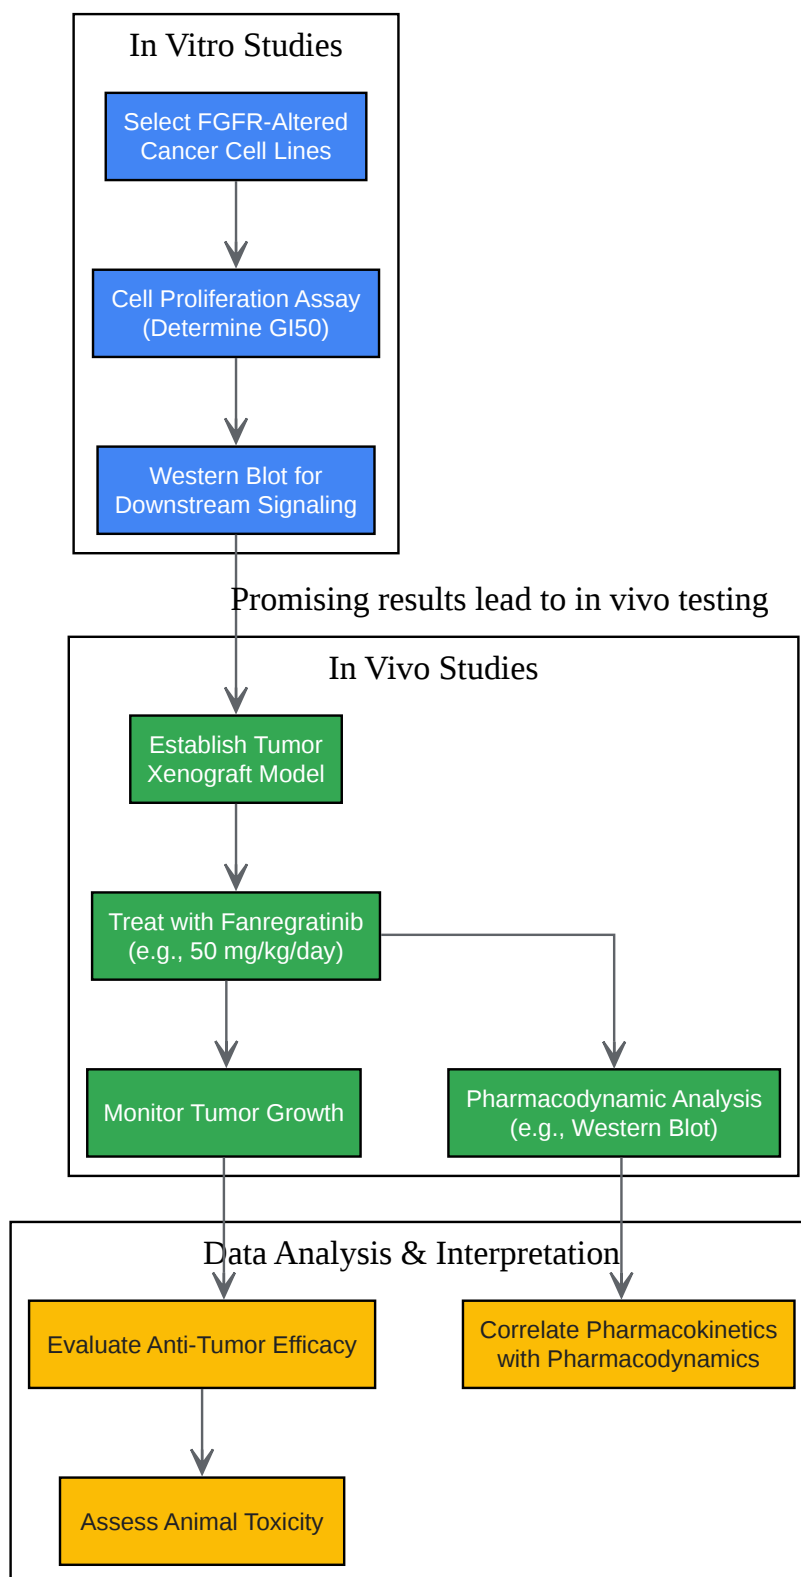 In Vitro Studies
Select FGFR-Altered
Cancer Cell Lines
Cell Proliferation Assay
(Determine GI50)
Western Blot for
Downstream Signaling
Promising results lead to in vivo testing
In Vivo Studies
Establish Tumor
Xenograft Model
Treat with Fanregratinib
(e.g., 50 mg/kg/day)
Monitor Tumor Growth
Pharmacodynamic Analysis
(e.g., Western Blot)
Data Analysis & Interpretation
Evaluate Anti-Tumor Efficacy
Correlate Pharmacokinetics
with Pharmacodynamics
Assess Animal Toxicity